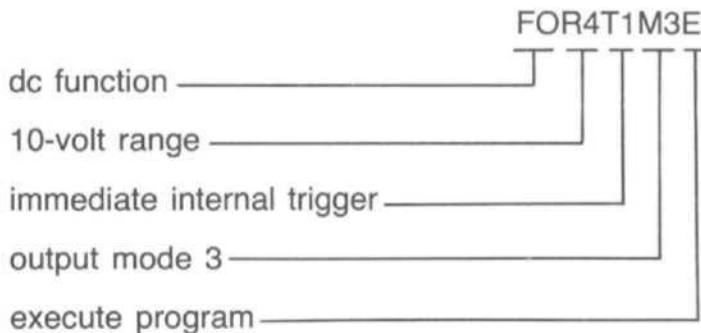 FOR4T1M3E
dc function
10-volt range
immediate internal trigger
output mode 3
execute program